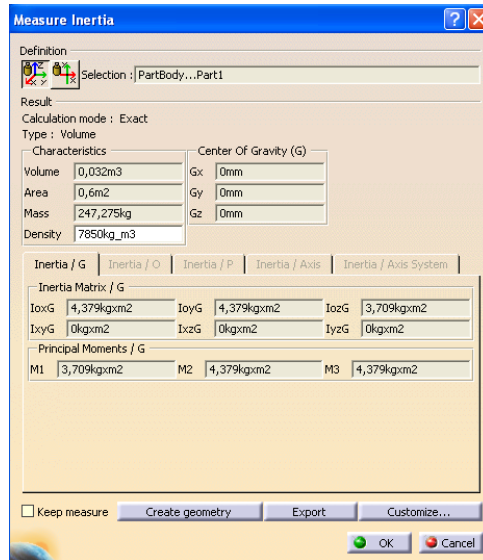 Measure Inertia
Definition
Selection : PartBody...Part1
Result
Calculation mode : Exact
Type : Volume
Characteristics Center Of Gravity (G)
Volume 0,032m3 Gx 0mm
Area 0,6m2 Gy 0mm
Mass 247,275kg Gz 0mm
Density 7850kg_m3
Inertia / G Inertia / O Inertia / P Inertia / Axis Inertia / Axis System
Inertia Matrix / G
IoxG 4,379kgxm2 IoyG 4,379kgxm2 IozG 3,709kgxm2
IxyG 0kgxm2 IxzG 0kgxm2 IyzG 0kgxm2
Principal Moments / G
M1 3,709kgxm2 M2 4,379kgxm2 M3 4,379kgxm2
Keep measure Create geometry Export Customize...
OK Cancel